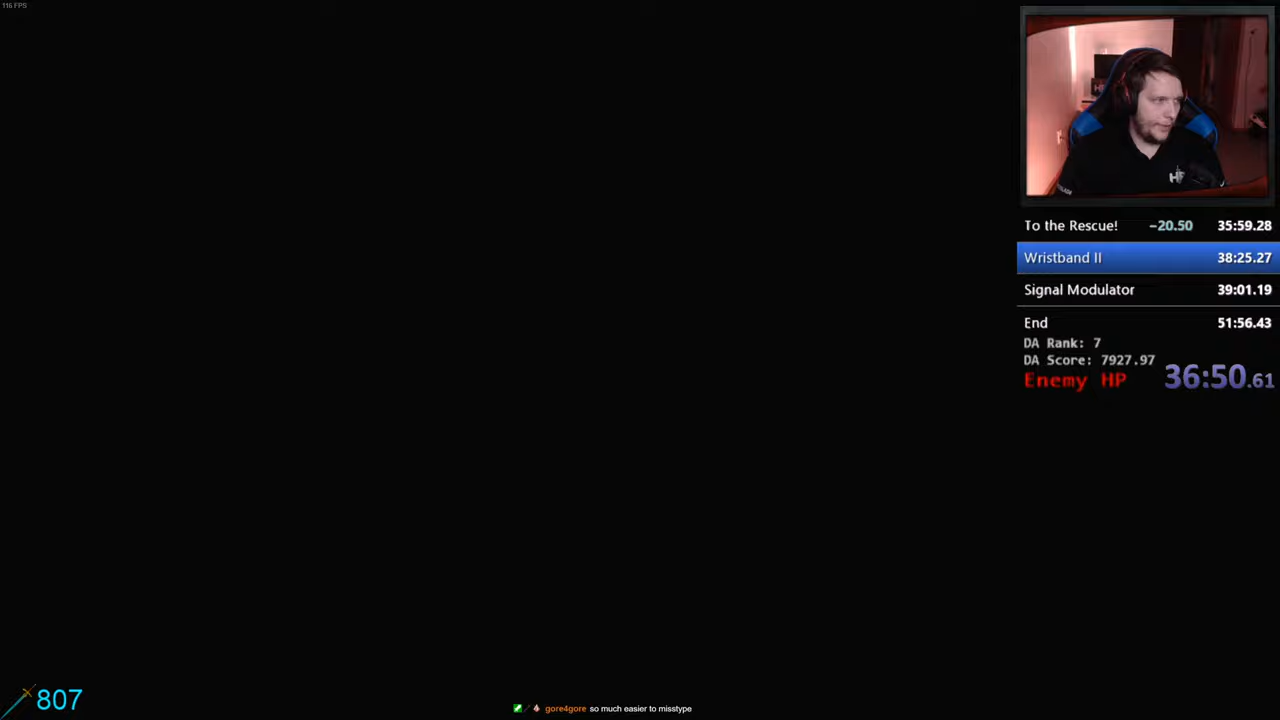 116 FPS
To the Rescue! -20.50 35:59.28
Wristband II 38:25.27
Signal Modulator 39:01.19
End 51:56.43
DA Rank: 7
DA Score: 7927.97
Enemy HP 36:50.61
807
gore4gore so much easier to misstype